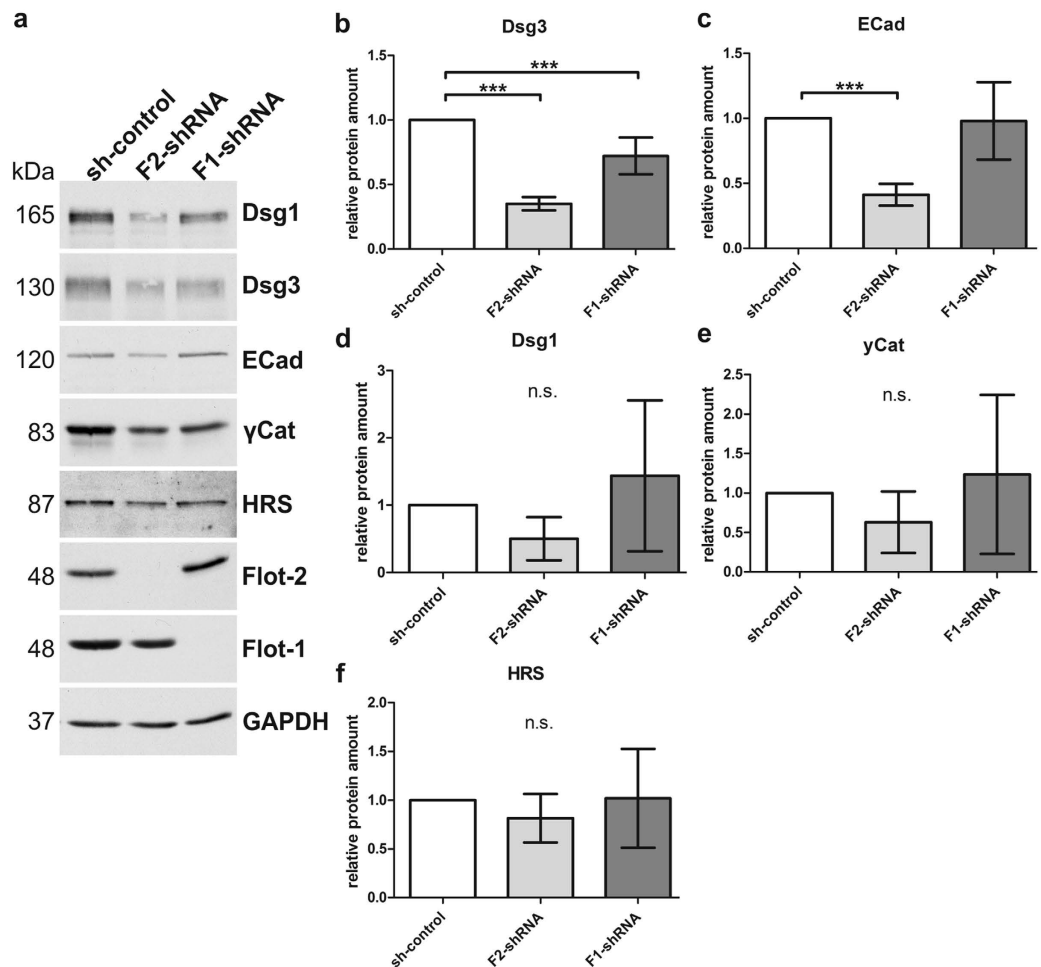 a
sh-control
F2-shRNA
F1-shRNA
kDa
165 Dsg1
130 Dsg3
120 ECad
83 γCat
87 HRS
48 Flot-2
48 Flot-1
37 GAPDH
b
Dsg3
relative protein amount
1.5
1.0
0.5
0.0
***
***
sh-control
F2-shRNA
F1-shRNA
c
ECad
relative protein amount
1.5
1.0
0.5
0.0
***
sh-control
F2-shRNA
F1-shRNA
d
Dsg1
relative protein amount
3
2
1
0
n.s.
sh-control
F2-shRNA
F1-shRNA
e
yCat
relative protein amount
2.5
2.0
1.5
1.0
0.5
0.0
n.s.
sh-control
F2-shRNA
F1-shRNA
f
HRS
relative protein amount
2.0
1.5
1.0
0.5
0.0
n.s.
sh-control
F2-shRNA
F1-shRNA